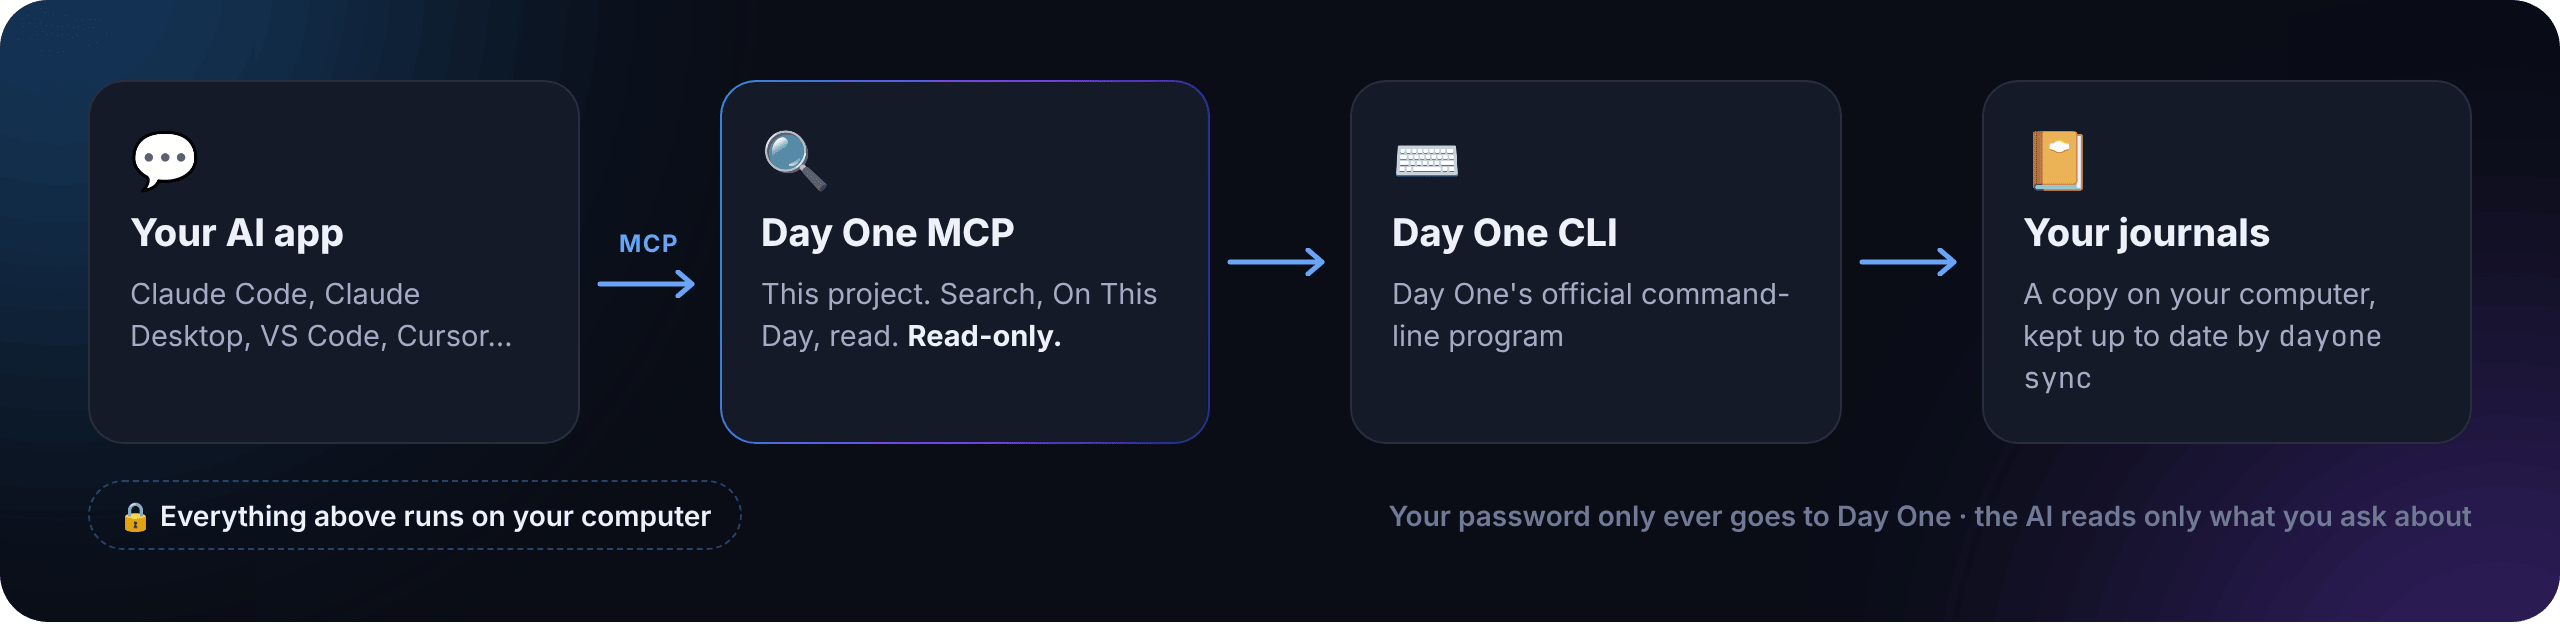 Your AI app
Claude Code, Claude
Desktop, VS Code, Cursor...
MCP
Day One MCP
This project. Search, On This
Day, read. Read-only.
Day One CLI
Day One's official command-
line program
Your journals
A copy on your computer,
kept up to date by dayone
sync
Everything above runs on your computer
Your password only ever goes to Day One · the AI reads only what you ask about